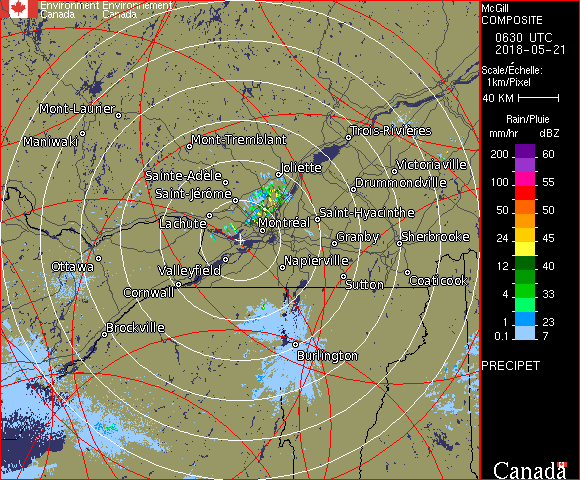 Environment Environnement
Canada Canada
McGill
COMPOSITE
0630 UTC
2018-05-21
Scale/Échelle:
1km/Pixel
40 KM
Rain/Pluie
mm/hr dBZ
200 60
100 55
50 50
24 45
12 40
4 33
1 23
0.1 7
PRECIPET
Canada
Mont-Laurier
Maniwaki
Mont-Tremblant
Trois-Rivières
Joliette
Victoriaville
Sainte-Adèle
Drummondville
Saint-Jérôme
Saint-Hyacinthe
Lachute
Montréal
Granby
Sherbrooke
Ottawa
Valleyfield
Napierville
Cornwall
Sutton
Coaticook
Brockville
Burlington